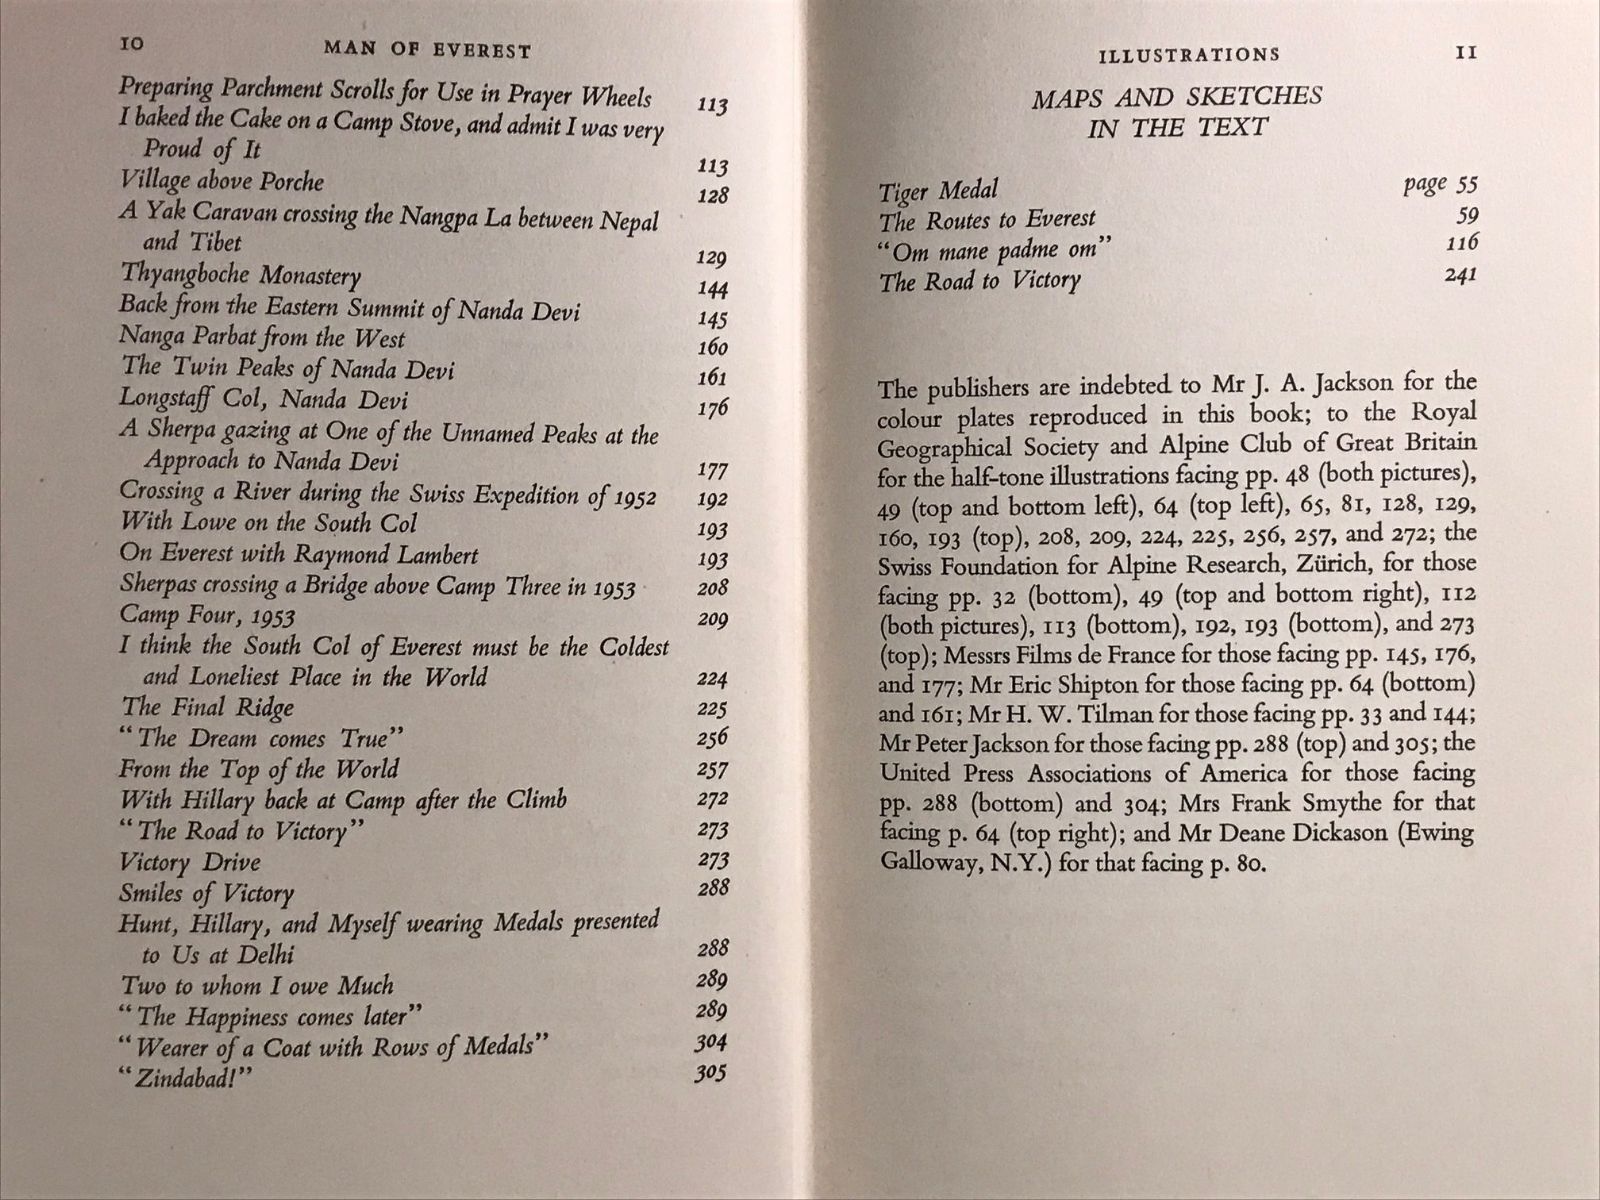 10 MAN OF EVEREST
Preparing Parchment Scrolls for Use in Prayer Wheels 113
I baked the Cake on a Camp Stove, and admit I was very
Proud of It 113
Village above Porche 128
A Yak Caravan crossing the Nangpa La between Nepal
and Tibet 129
Thyangboche Monastery 144
Back from the Eastern Summit of Nanda Devi 145
Nanga Parbat from the West 160
The Twin Peaks of Nanda Devi 161
Longstaff Col, Nanda Devi 176
A Sherpa gazing at One of the Unnamed Peaks at the
Approach to Nanda Devi 177
Crossing a River during the Swiss Expedition of 1952 192
With Lowe on the South Col 193
On Everest with Raymond Lambert 193
Sherpas crossing a Bridge above Camp Three in 1953 208
Camp Four, 1953 209
I think the South Col of Everest must be the Coldest
and Loneliest Place in the World 224
The Final Ridge 225
“The Dream comes True” 256
From the Top of the World 257
With Hillary back at Camp after the Climb 272
“The Road to Victory” 273
Victory Drive 273
Smiles of Victory 288
Hunt, Hillary, and Myself wearing Medals presented
to Us at Delhi 288
Two to whom I owe Much 289
“The Happiness comes later” 289
“Wearer of a Coat with Rows of Medals” 304
“Zindabad!” 305
ILLUSTRATIONS 11
MAPS AND SKETCHES
IN THE TEXT
Tiger Medal page 55
The Routes to Everest 59
“Om mane padme om” 116
The Road to Victory 241
The publishers are indebted to Mr J. A. Jackson for the
colour plates reproduced in this book; to the Royal
Geographical Society and Alpine Club of Great Britain
for the half-tone illustrations facing pp. 48 (both pictures),
49 (top and bottom left), 64 (top left), 65, 81, 128, 129,
160, 193 (top), 208, 209, 224, 225, 256, 257, and 272; the
Swiss Foundation for Alpine Research, Zürich, for those
facing pp. 32 (bottom), 49 (top and bottom right), 112
(both pictures), 113 (bottom), 192, 193 (bottom), and 273
(top); Messrs Films de France for those facing pp. 145, 176,
and 177; Mr Eric Shipton for those facing pp. 64 (bottom)
and 161; Mr H. W. Tilman for those facing pp. 33 and 144;
Mr Peter Jackson for those facing pp. 288 (top) and 305; the
United Press Associations of America for those facing
pp. 288 (bottom) and 304; Mrs Frank Smythe for that
facing p. 64 (top right); and Mr Deane Dickason (Ewing
Galloway, N.Y.) for that facing p. 80.